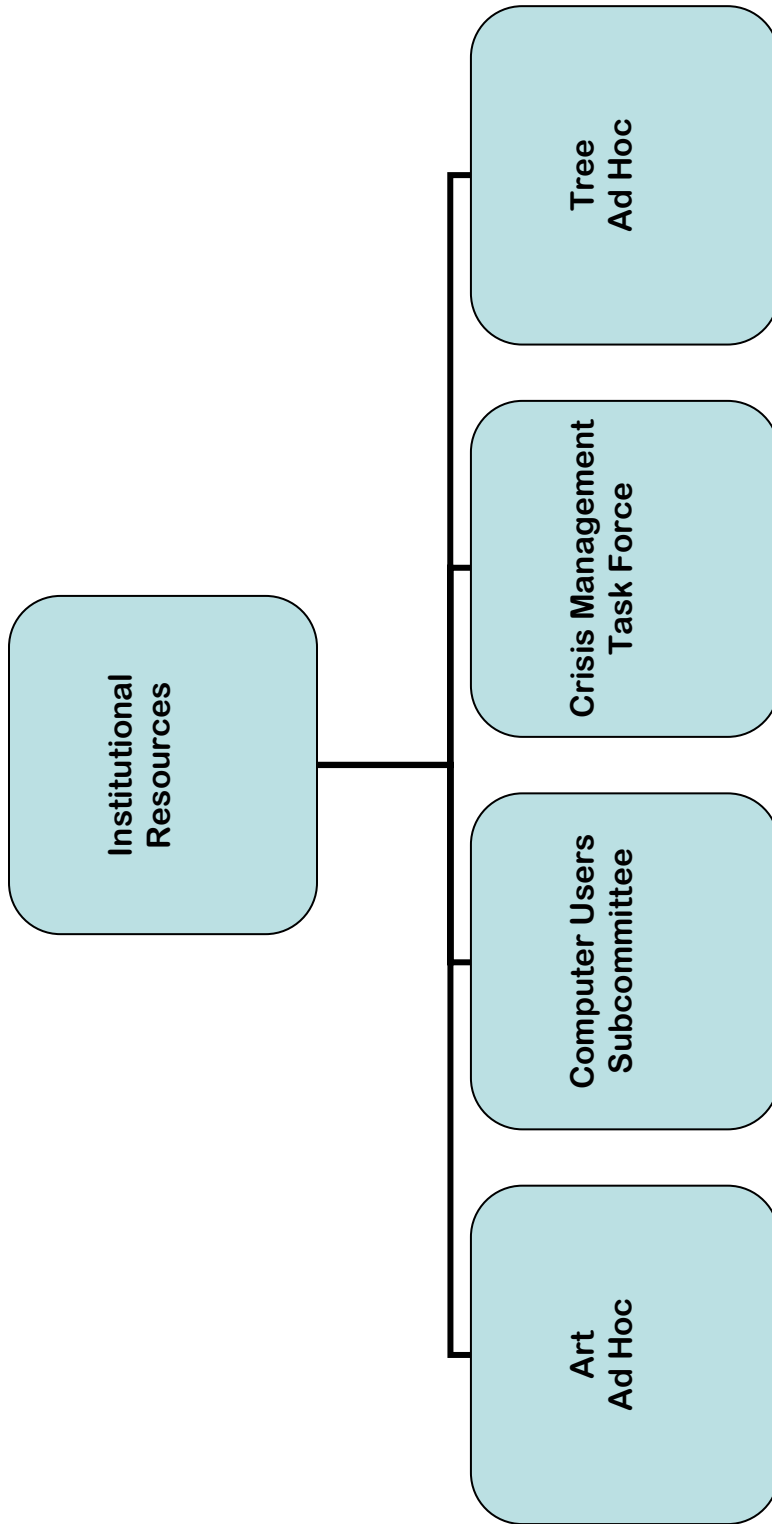 Institutional
Resources
Art
Ad Hoc
Computer Users
Subcommittee
Crisis Management
Task Force
Tree
Ad Hoc